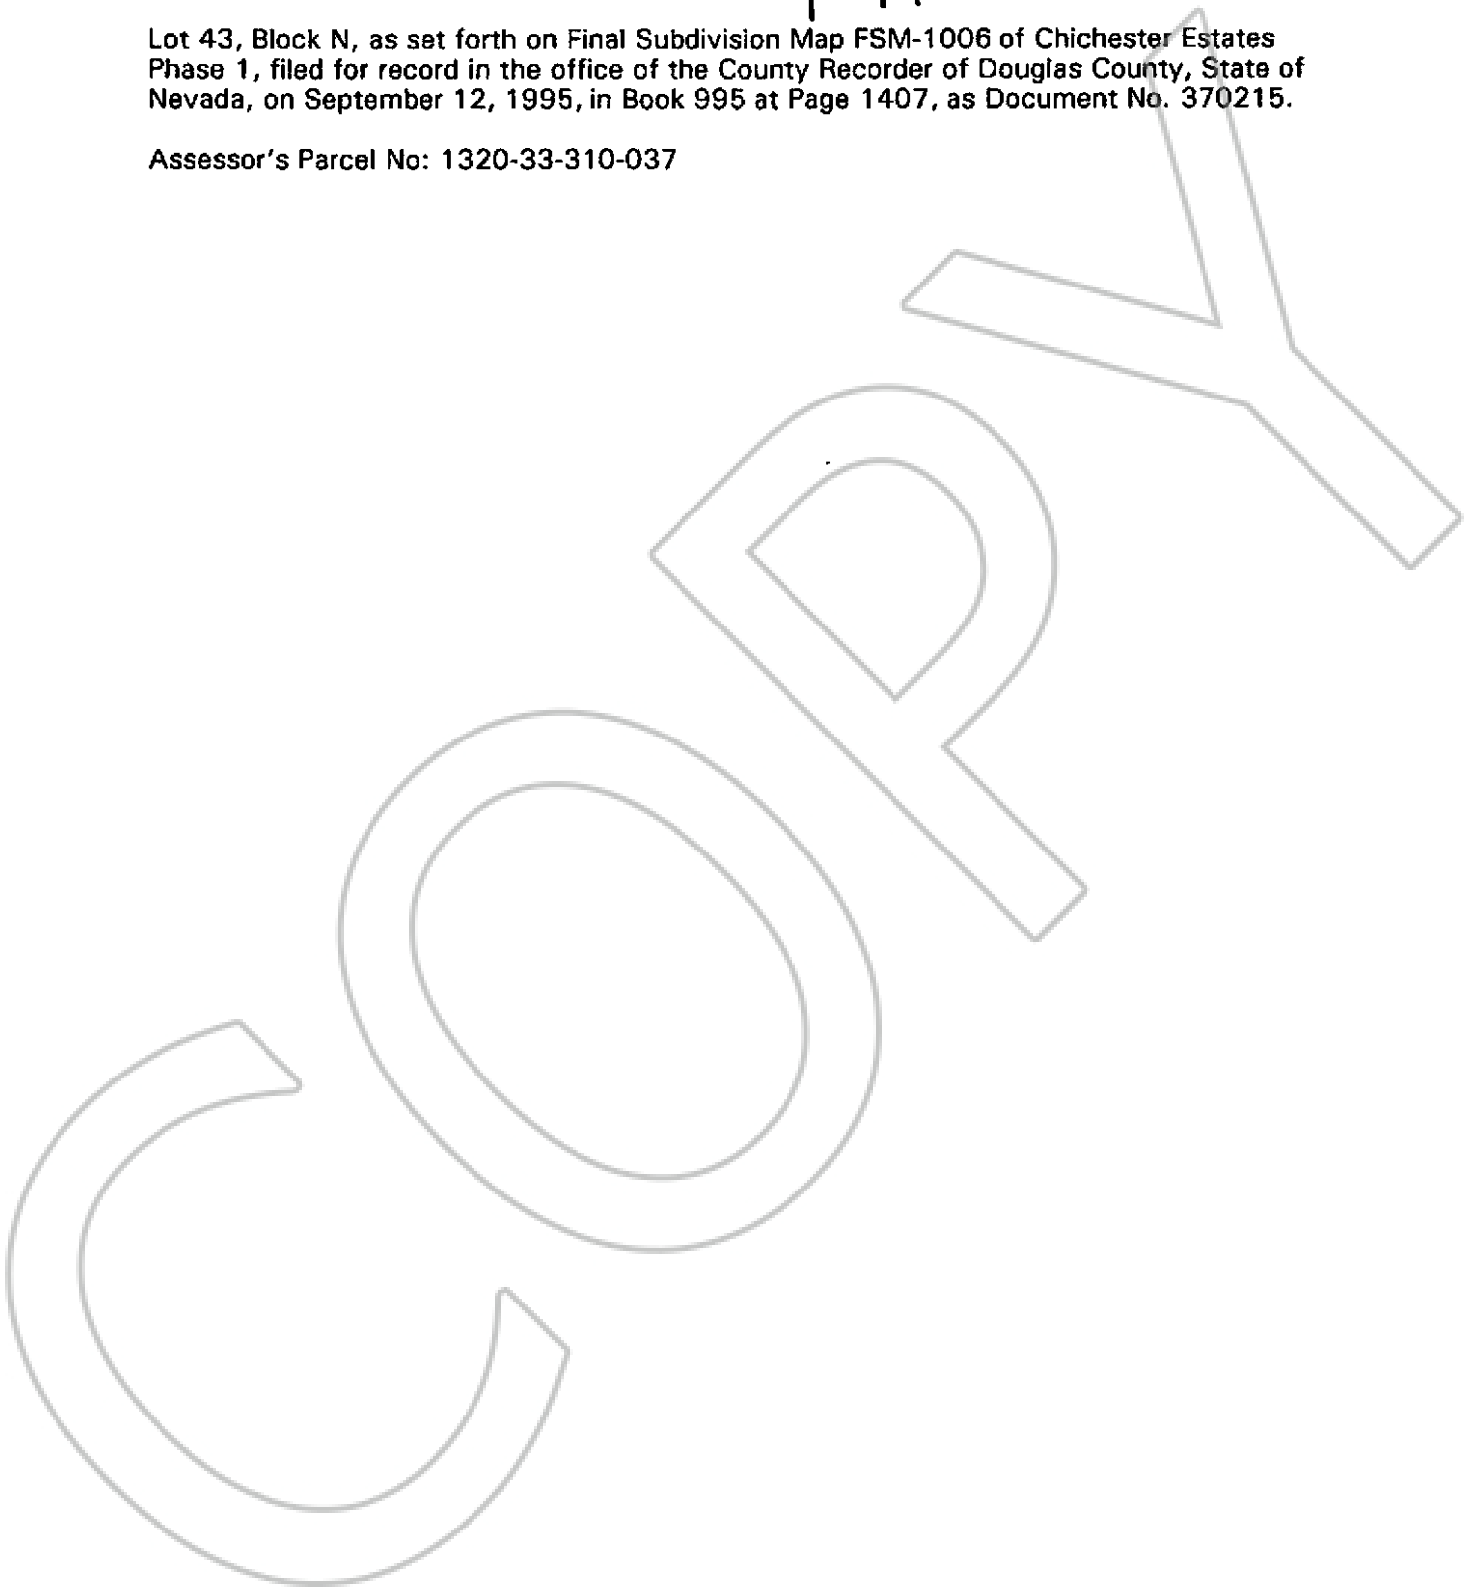 Lot 43, Block N, as set forth on Final Subdivision Map FSM-1006 of Chichester Estates
Phase 1, filed for record in the office of the County Recorder of Douglas County, State of
Nevada, on September 12, 1995, in Book 995 at Page 1407, as Document No. 370215.
Assessor's Parcel No: 1320-33-310-037
COPY